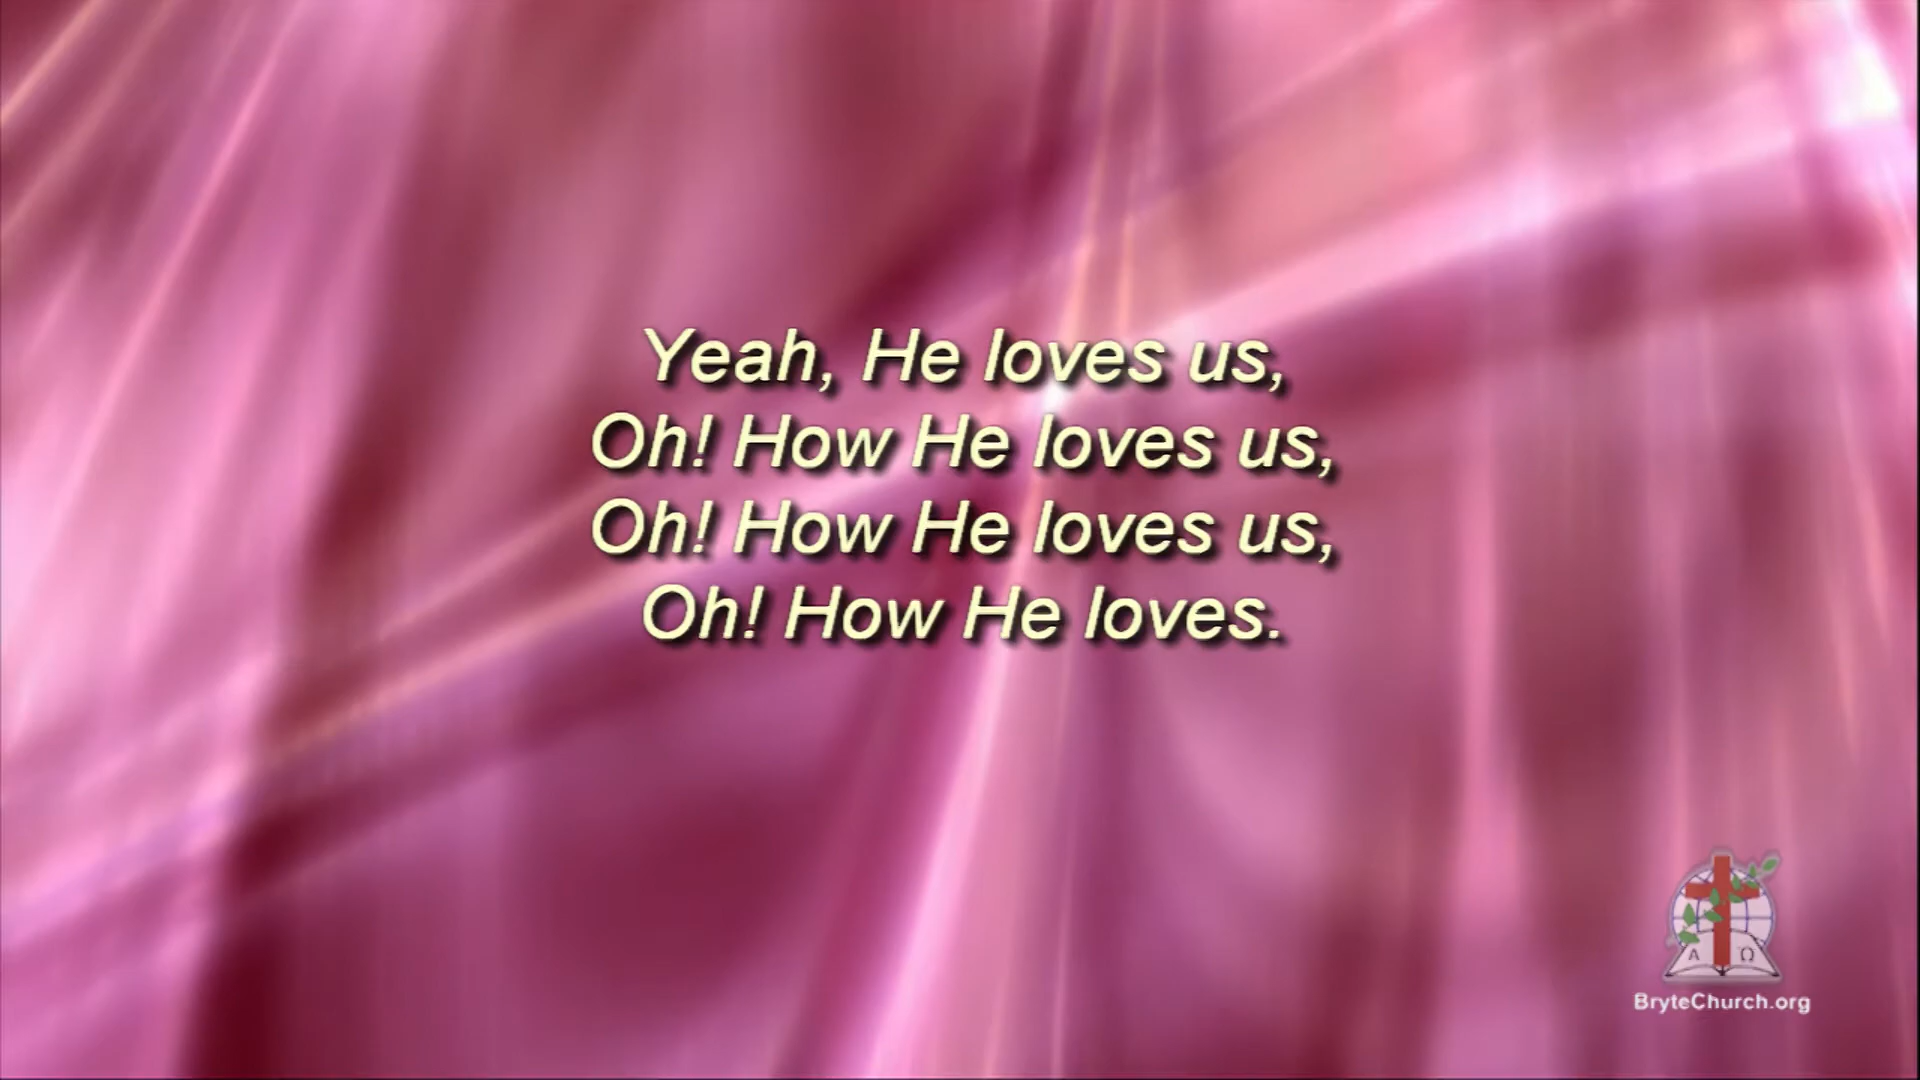 Yeah, He loves us,
Oh! How He loves us,
Oh! How He loves us,
Oh! How He loves.
Α Ω
BryteChurch.org